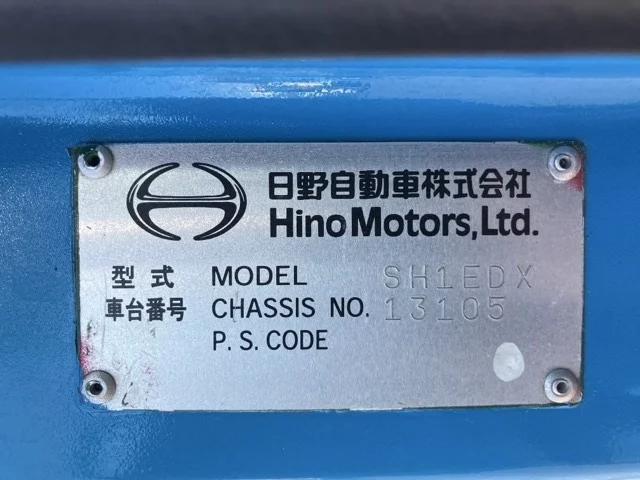 日野自動車株式会社
Hino Motors, Ltd.
型式 MODEL SH1EDX
車台番号 CHASSIS NO. 13105
P. S. CODE